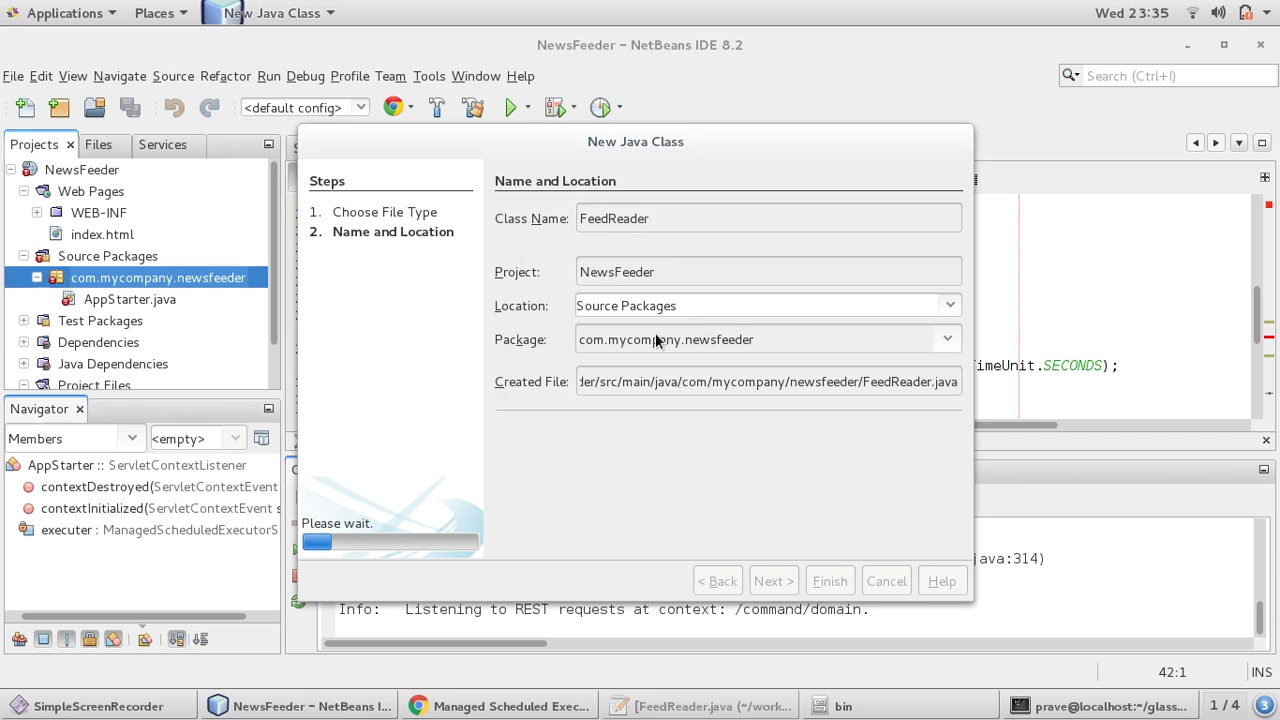 Applications
Places
New Java Class
Wed 23:35
NewsFeeder – NetBeans IDE 8.2
File Edit View Navigate Source Refactor Run Debug Profile Team Tools Window Help
Search (Ctrl+I)
<default config>
Projects
Files
Services
NewsFeeder
Web Pages
WEB-INF
index.html
Source Packages
com.mycompany.newsfeeder
AppStarter.java
Test Packages
Dependencies
Java Dependencies
Project Files
Navigator
Members
<empty>
AppStarter :: ServletContextListener
contextDestroyed(ServletContextEvent
contextInitialized(ServletContextEvent s
executor : ManagedScheduledExecutorS
New Java Class
Steps
1. Choose File Type
2. Name and Location
Please wait.
Name and Location
Class Name: FeedReader
Project: NewsFeeder
Location: Source Packages
Package: com.mycompany.newsfeeder
Created File: der/src/main/java/com/mycompany/newsfeeder/FeedReader.java
< Back
Next >
Finish
Cancel
Help
TimeUnit.SECONDS);
java:314)
Info: Listening to REST requests at context: /command/domain.
42:1
INS
SimpleScreenRecorder
NewsFeeder – NetBeans I...
Managed Scheduled Exec...
[FeedReader.java (~/work...
bin
prave@localhost:~/glass...
1 / 4
3